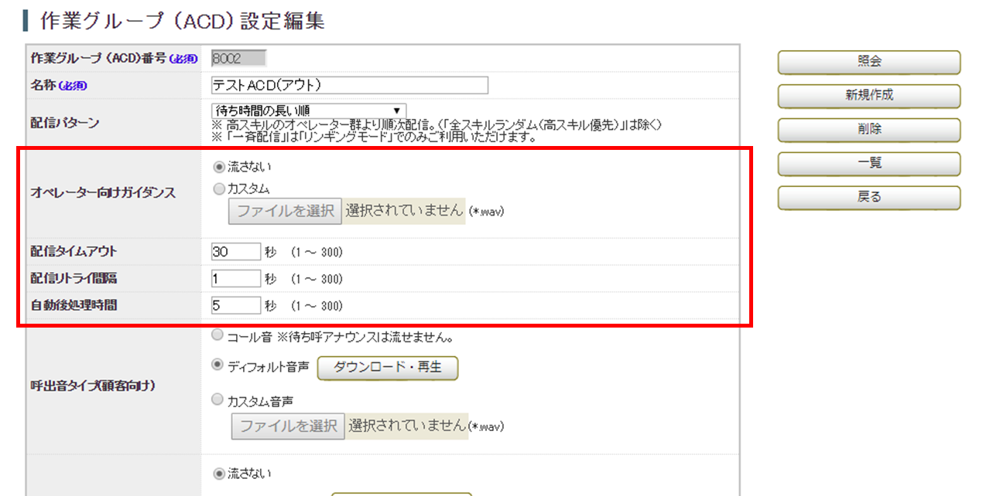 作業グループ（ACD）設定編集
作業グループ（ACD)番号(必須) 8002
照会
名称(必須) テストACD(アウト)
新規作成
配信パターン 待ち時間の長い順
※ 高スキルのオペレーター群より順次配信。（「全スキルランダム(高スキル優先）」は除く）
※ 「一斉配信」は「リンギングモード」でのみご利用いただけます。
削除
流さない
一覧
オペレーター向けガイダンス
カスタム
戻る
ファイルを選択 選択されていません (*.wav)
配信タイムアウト 30 秒 (1 ～ 300)
配信リトライ間隔 1 秒 (1 ～ 300)
自動後処理時間 5 秒 (1 ～ 300)
コール音 ※待ち呼アナウンスは流せません。
ディフォルト音声 ダウンロード・再生
呼出音タイプ(顧客向け)
カスタム音声
ファイルを選択 選択されていません (*.wav)
流さない